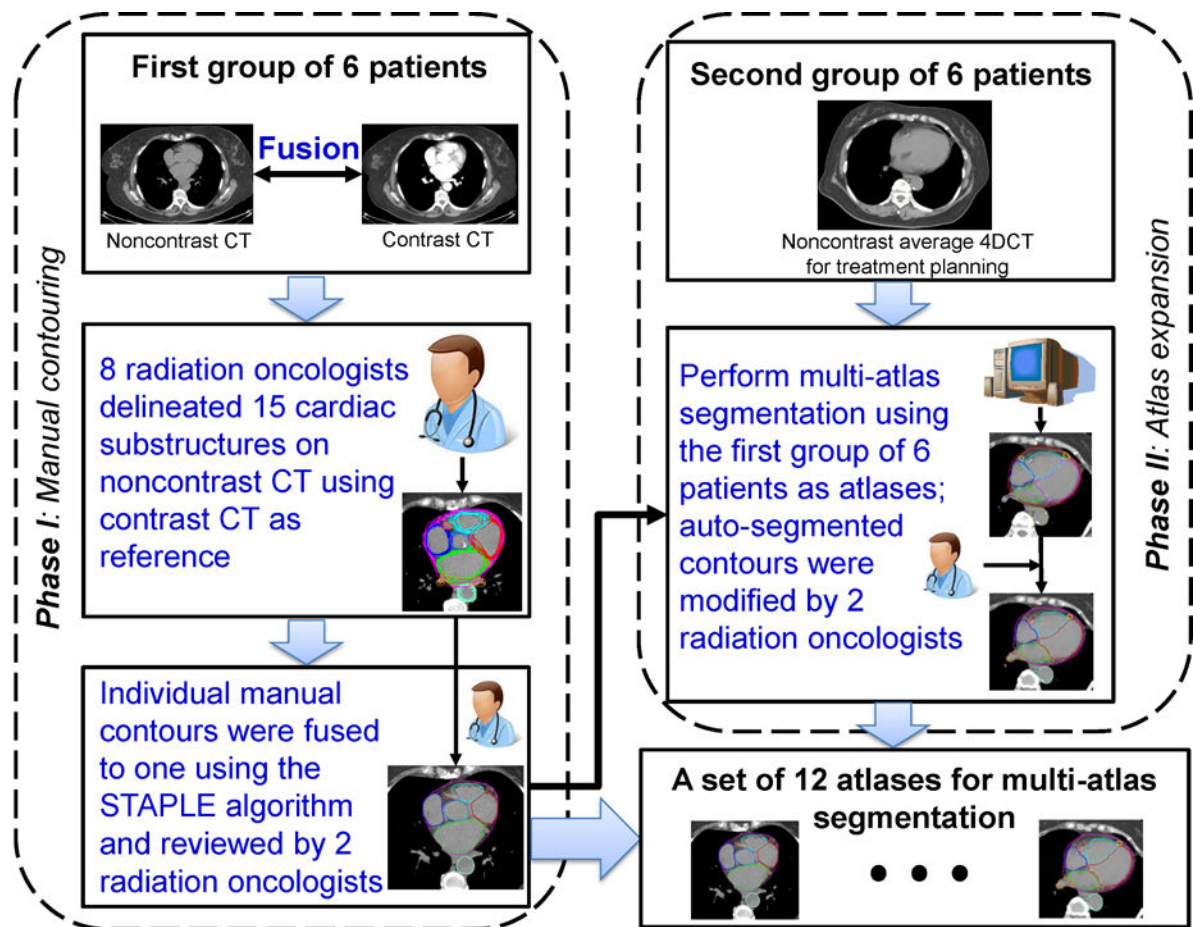 First group of 6 patients
Fusion
Noncontrast CT
Contrast CT
8 radiation oncologists
delineated 15 cardiac
substructures on
noncontrast CT using
contrast CT as
reference
Individual manual
contours were fused
to one using the
STAPLE algorithm
and reviewed by 2
radiation oncologists
Phase I: Manual contouring
Second group of 6 patients
Noncontrast average 4DCT
for treatment planning
Perform multi-atlas
segmentation using
the first group of 6
patients as atlases;
auto-segmented
contours were
modified by 2
radiation oncologists
Phase II: Atlas expansion
A set of 12 atlases for multi-atlas
segmentation